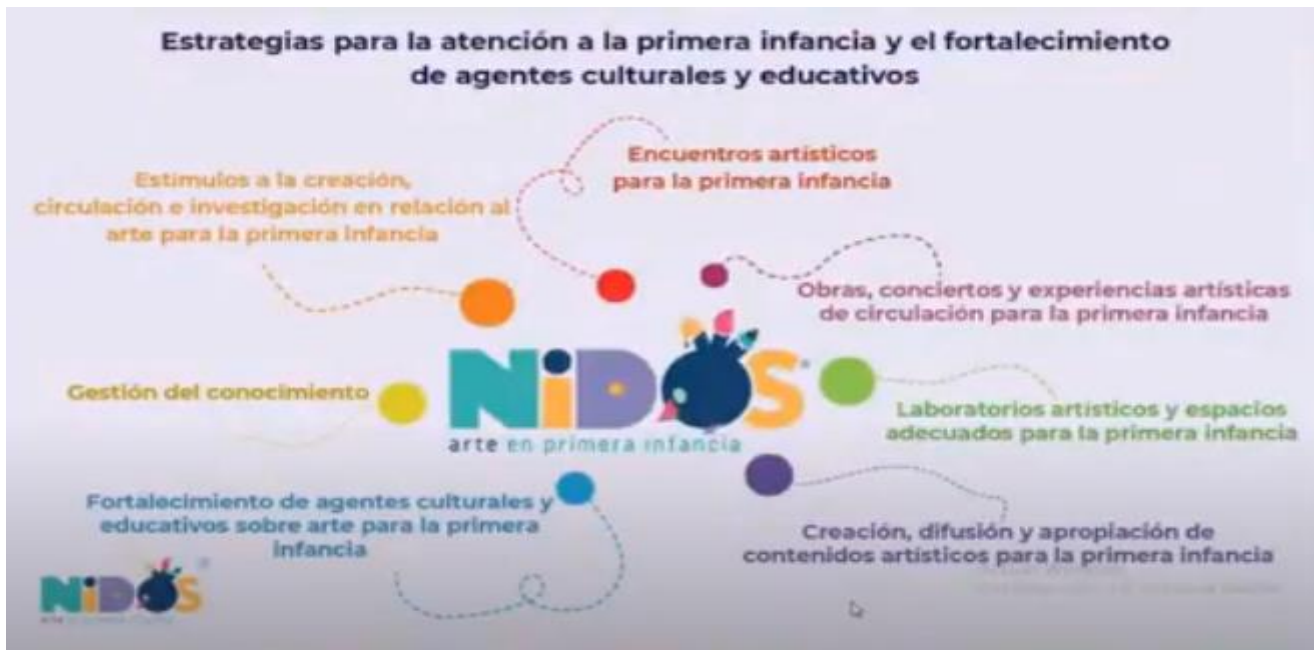 Estrategias para la atención a la primera infancia y el fortalecimiento
de agentes culturales y educativos
Encuentros artísticos
para la primera infancia
Estímulos a la creación,
circulación e investigación en relación al
arte para la primera infancia
Obras, conciertos y experiencias artísticas
de circulación para la primera infancia
NiDOS
arte en primera infancia
Gestión del conocimiento
Laboratorios artísticos y espacios
adecuados para la primera infancia
Fortalecimiento de agentes culturales y
educativos sobre arte para la primera
infancia
Creación, difusión y apropiación de
contenidos artísticos para la primera infancia
NiDOS